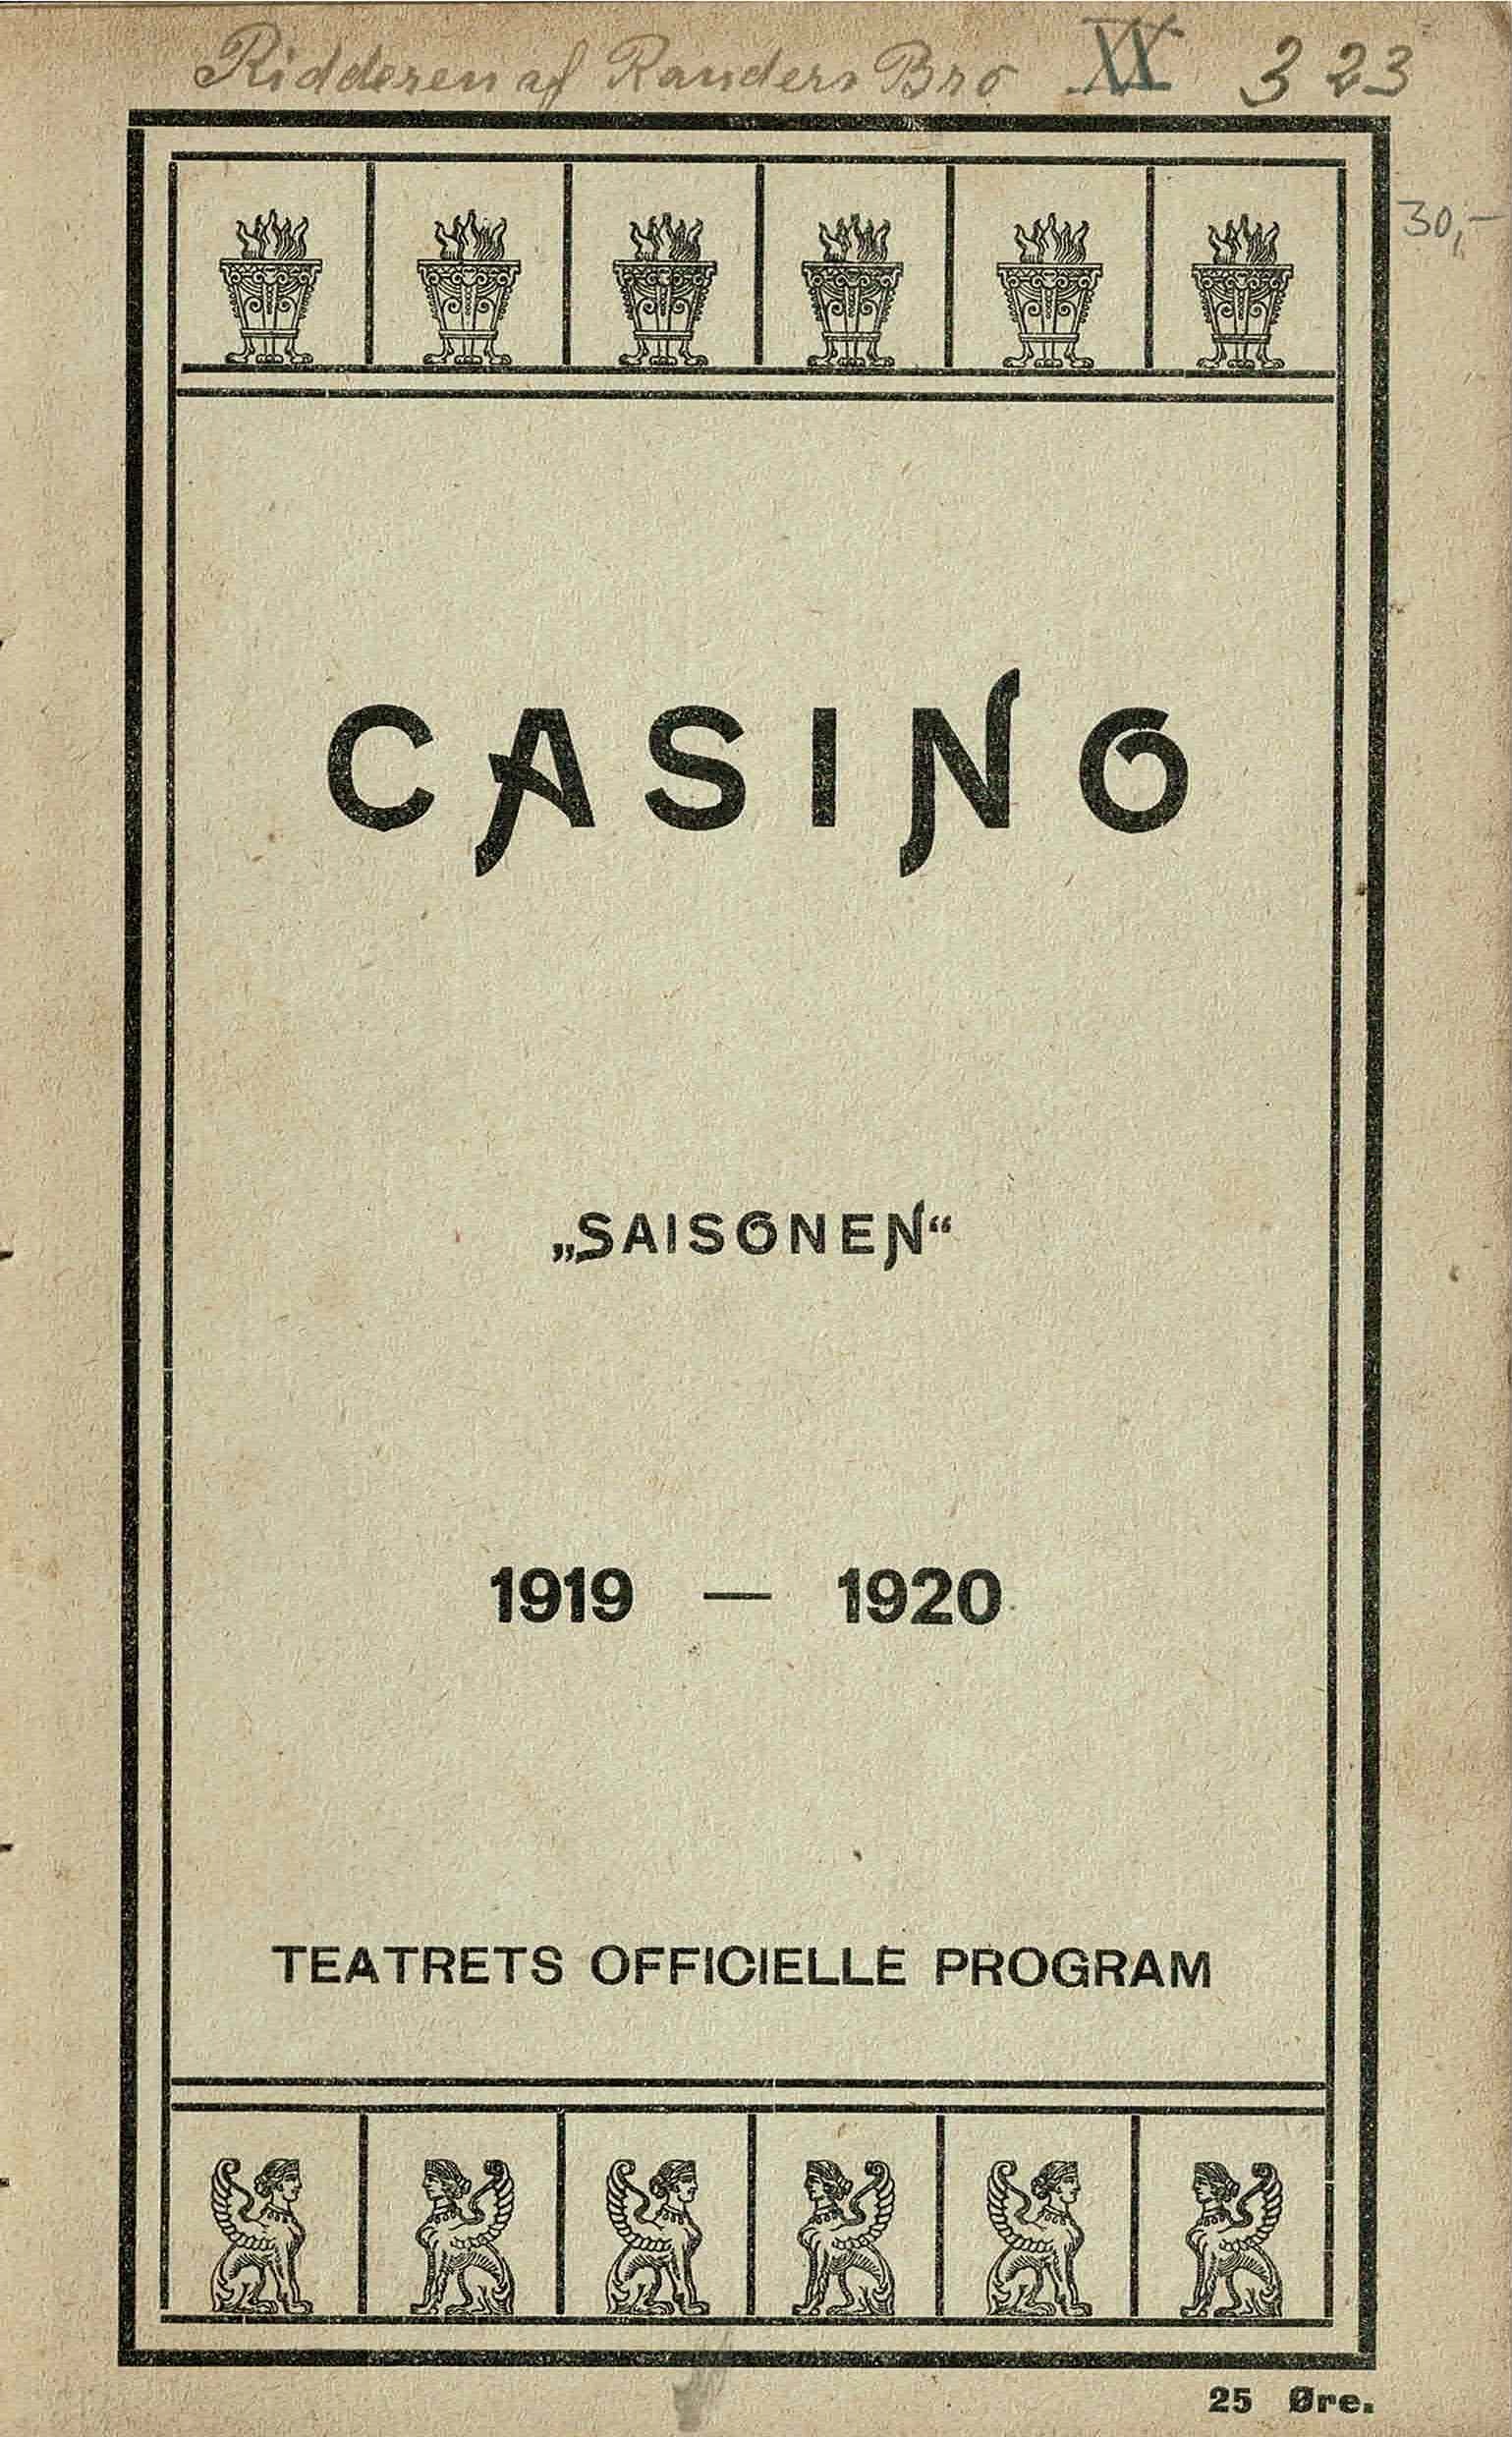 Ridderen af Randers Bro XX 3 23
30,-
CASINO
„SAISONEN“
1919 — 1920
TEATRETS OFFICIELLE PROGRAM
25 Øre.